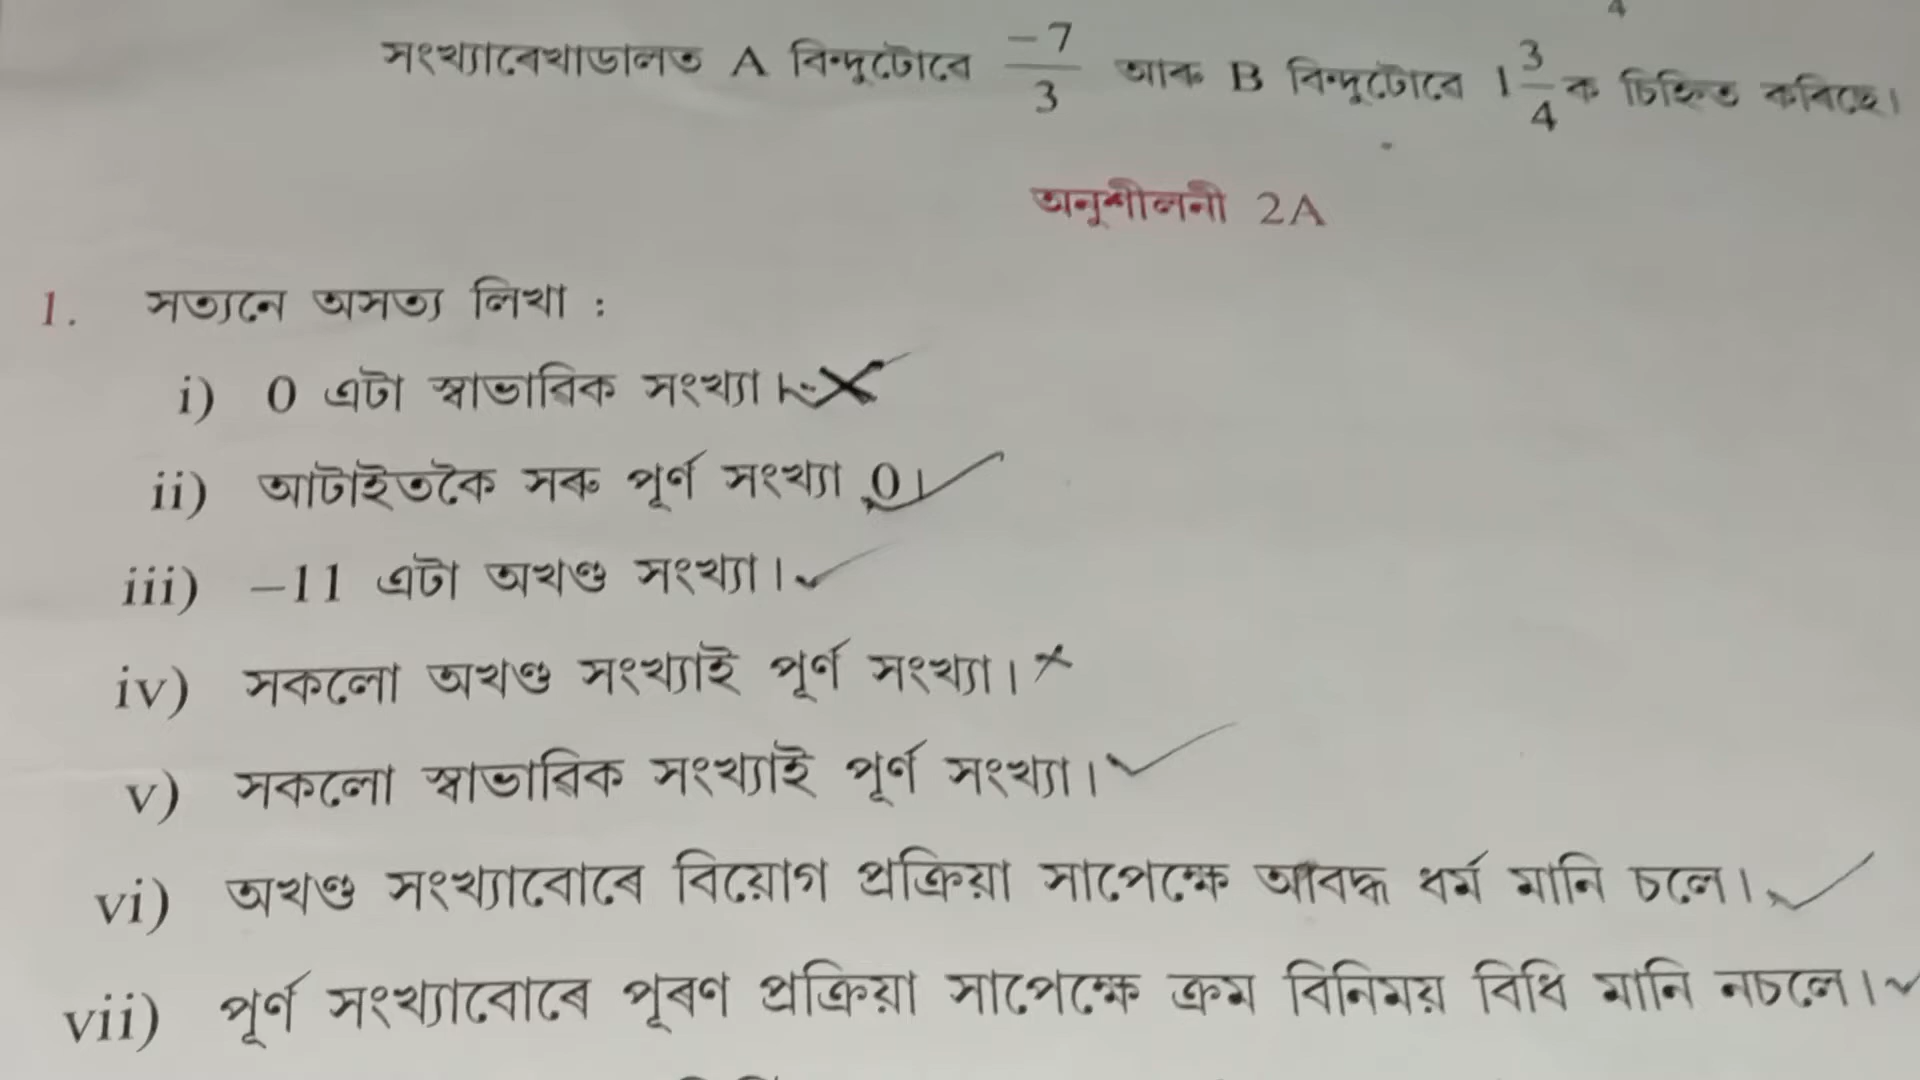 সংখ্যাৰেখাডালত A বিন্দুটোৱে -7/3 আৰু B বিন্দুটোৱে 1 3/4 ক চিহ্নিত কৰিছে।
অনুশীলনী 2A
1. সত্যনে অসত্য লিখা :
i) 0 এটা স্বাভাৱিক সংখ্যা।
ii) আটাইতকৈ সৰু পূৰ্ণ সংখ্যা 0।
iii) –11 এটা অখণ্ড সংখ্যা।
iv) সকলো অখণ্ড সংখ্যাই পূৰ্ণ সংখ্যা।
v) সকলো স্বাভাৱিক সংখ্যাই পূৰ্ণ সংখ্যা।
vi) অখণ্ড সংখ্যাবোৰে বিয়োগ প্ৰক্ৰিয়া সাপেক্ষে আবদ্ধ ধৰ্ম মানি চলে।
vii) পূৰ্ণ সংখ্যাবোৰে পূৰণ প্ৰক্ৰিয়া সাপেক্ষে ক্ৰম বিনিময় বিধি মানি নচলে।